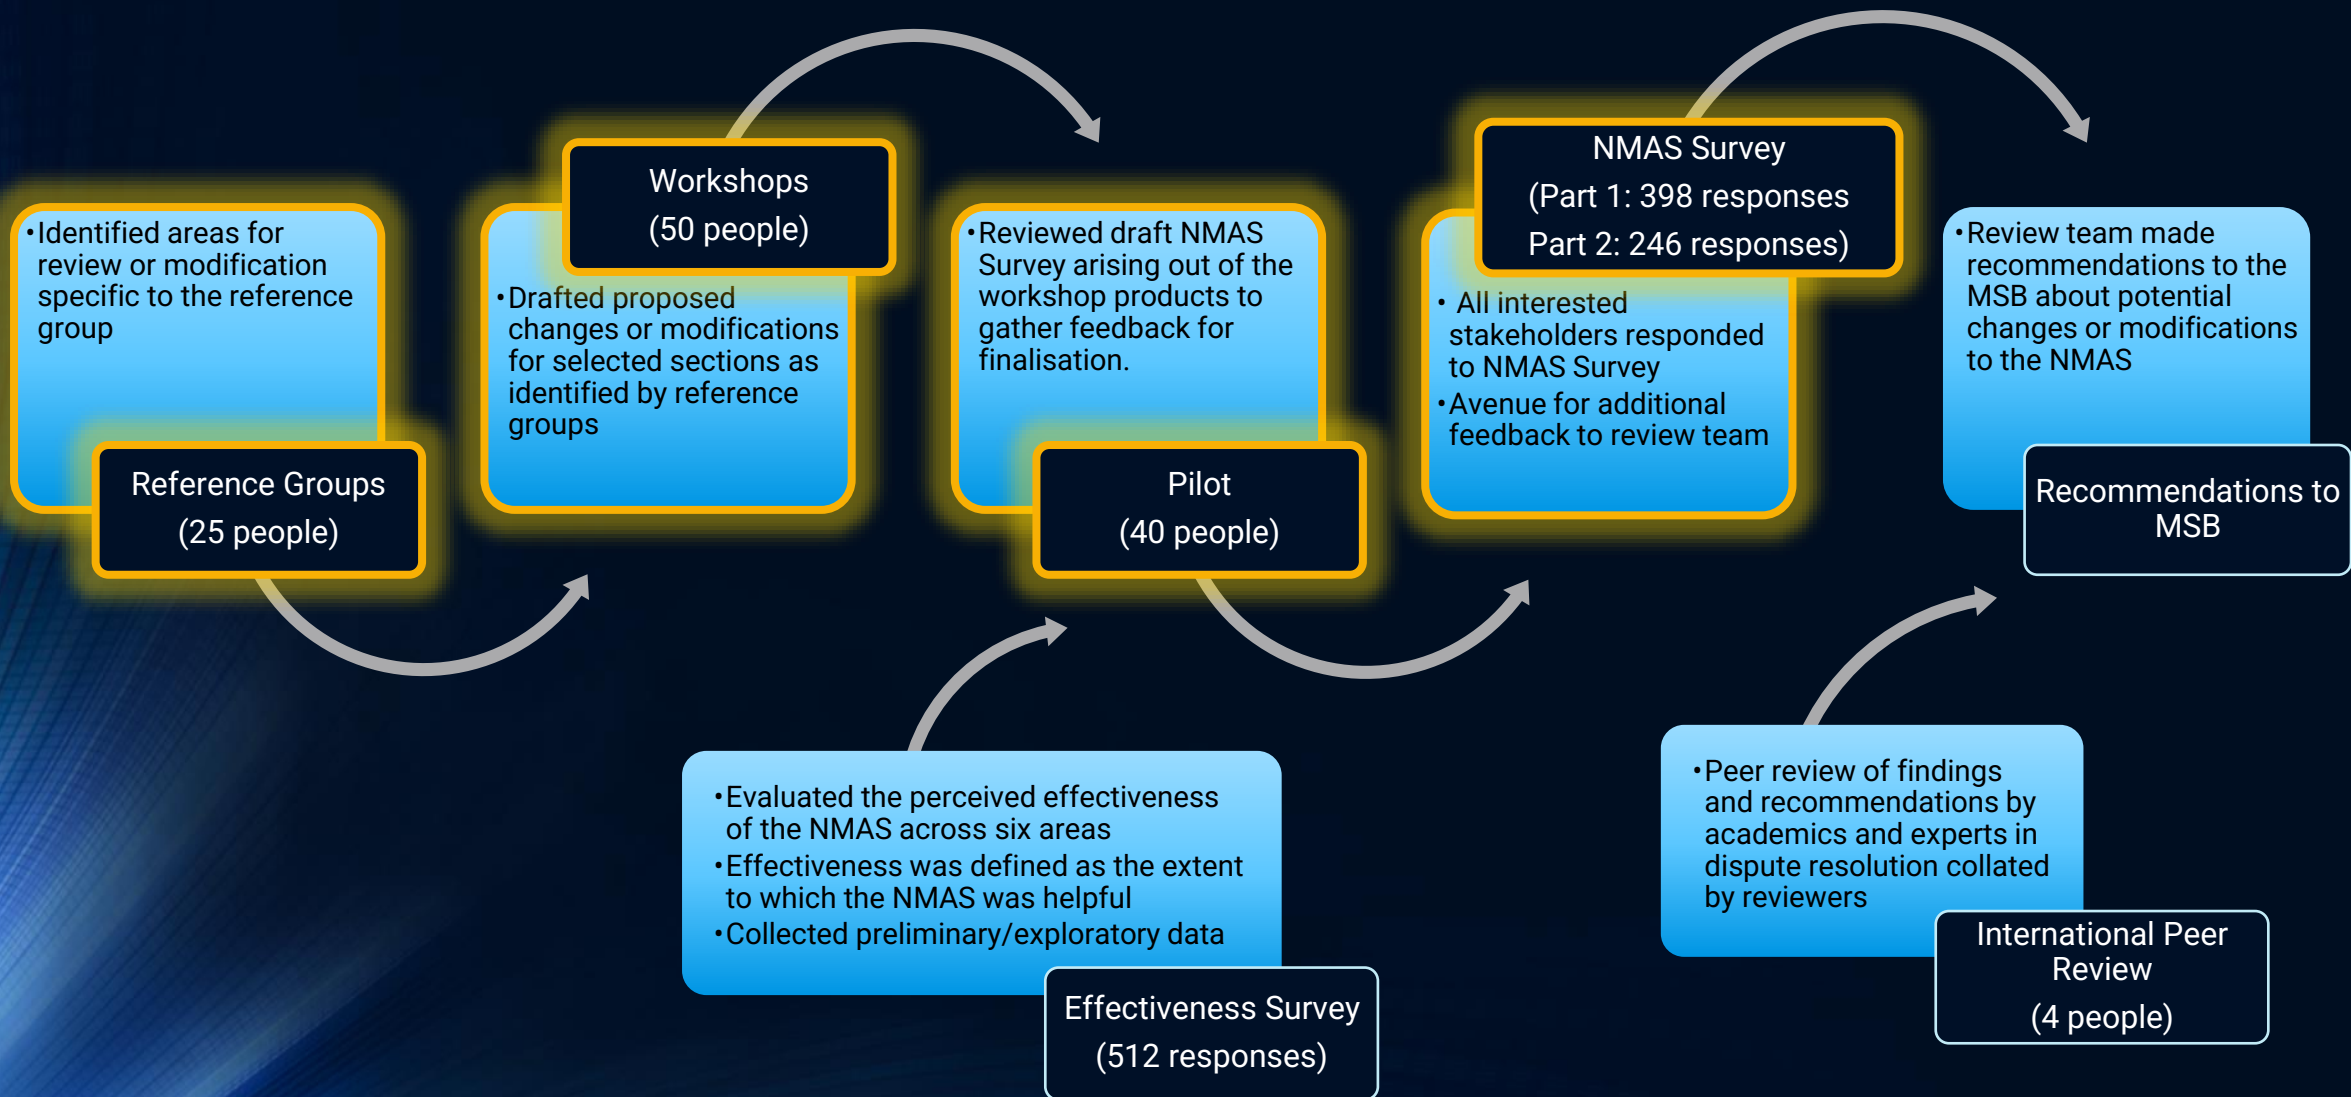 •Identified areas for
review or modification
specific to the reference
group
Reference Groups
(25 people)
Workshops
(50 people)
•Drafted proposed
changes or modifications
for selected sections as
identified by reference
groups
•Reviewed draft NMAS
Survey arising out of the
workshop products to
gather feedback for
finalisation.
Pilot
(40 people)
NMAS Survey
(Part 1: 398 responses
Part 2: 246 responses)
• All interested
stakeholders responded
to NMAS Survey
•Avenue for additional
feedback to review team
•Review team made
recommendations to the
MSB about potential
changes or modifications
to the NMAS
Recommendations to
MSB
•Evaluated the perceived effectiveness
of the NMAS across six areas
•Effectiveness was defined as the extent
to which the NMAS was helpful
•Collected preliminary/exploratory data
Effectiveness Survey
(512 responses)
•Peer review of findings
and recommendations by
academics and experts in
dispute resolution collated
by reviewers
International Peer
Review
(4 people)